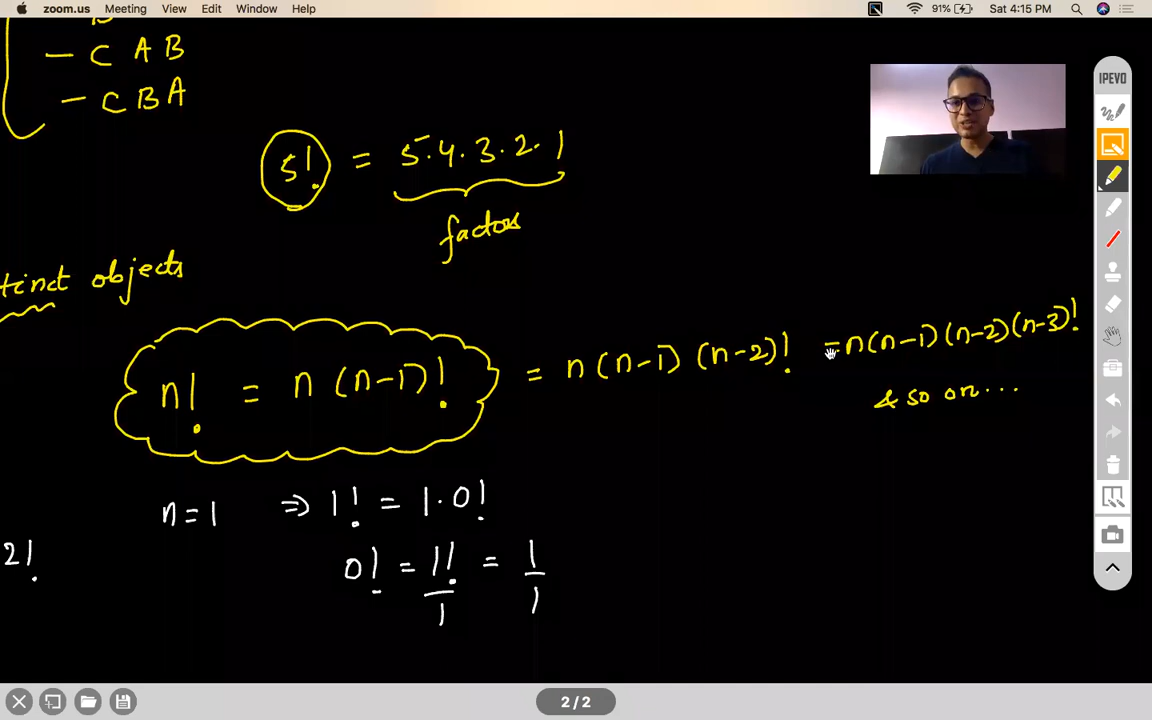 zoom.us Meeting View Edit Window Help 91% Sat 4:15 PM
- C A B
- C B A
IPEVO
5! = 5.4.3.2.1
factors
tinct objects
n! = n (n-1)! = n (n-1) (n-2)! = n(n-1)(n-2)(n-3)!
& so on...
n = 1 ⇒ 1! = 1.0!
2!
0! = 1!/1 = 1/1
2 / 2